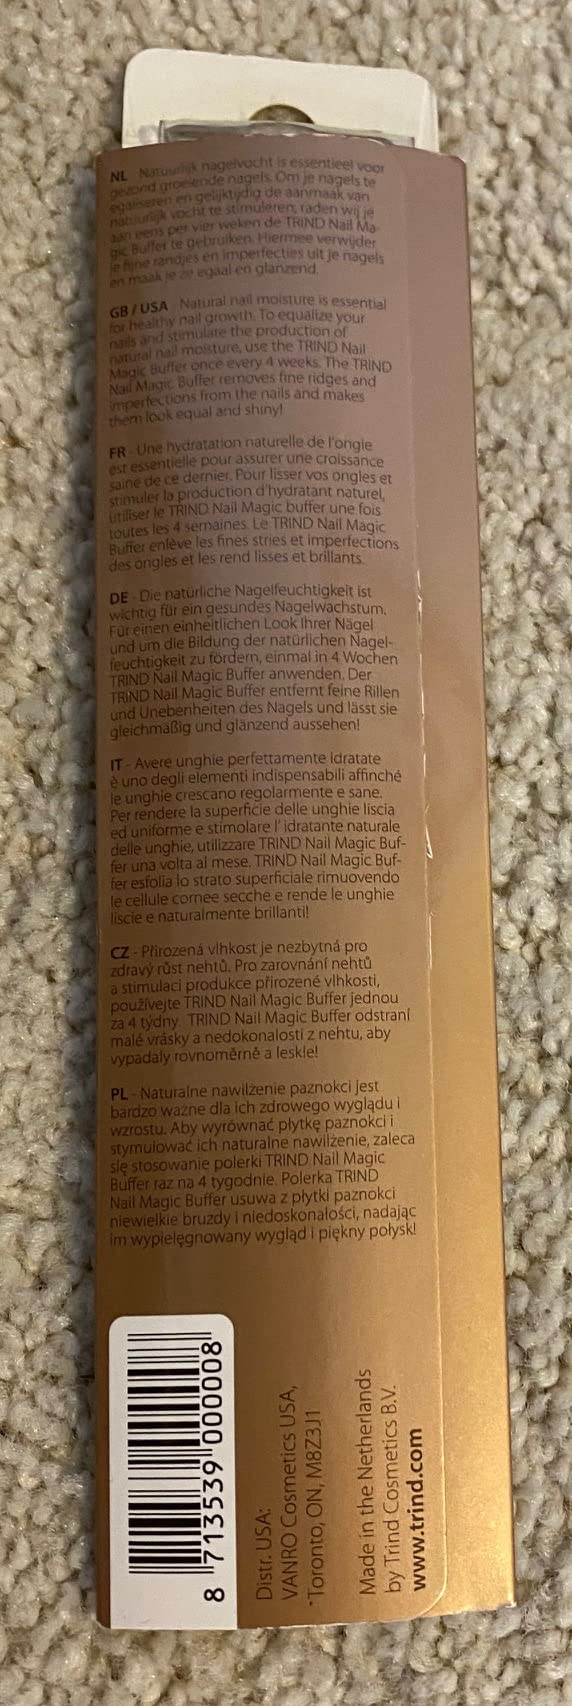 NL - Natuurlijk nagelvocht is essentieel voor
gezond groeiende nagels. Om je nagels te
egaliseren en gelijktijdig de aanmaak van
natuurlijk vocht te stimuleren, raden wij je
aan eens per vier weken de TRIND Nail Ma-
gic Buffer te gebruiken. Hiermee verwijder
je fijne randjes en imperfecties uit je nagels
en maak je ze egaal en glanzend.
GB / USA - Natural nail moisture is essential
for healthy nail growth. To equalize your
nails and stimulate the production of
natural nail moisture, use the TRIND Nail
Magic Buffer once every 4 weeks. The TRIND
Nail Magic Buffer removes fine ridges and
imperfections from the nails and makes
them look equal and shiny!
FR - Une hydratation naturelle de l'ongle
est essentielle pour assurer une croissance
saine de ce dernier. Pour lisser vos ongles et
stimuler la production d'hydratant naturel,
utiliser le TRIND Nail Magic buffer une fois
toutes les 4 semaines. Le TRIND Nail Magic
Buffer enlève les fines stries et imperfections
des ongles et les rend lisses et brillants.
DE - Die natürliche Nagelfeuchtigkeit ist
wichtig für ein gesundes Nagelwachstum.
Für einen einheitlichen Look Ihrer Nägel
und um die Bildung der natürlichen Nagel-
feuchtigkeit zu fördern, einmal in 4 Wochen
TRIND Nail Magic Buffer anwenden. Der
TRIND Nail Magic Buffer entfernt feine Rillen
und Unebenheiten des Nagels und lässt sie
gleichmäßig und glänzend aussehen!
IT - Avere unghie perfettamente idratate
è uno degli elementi indispensabili affinché
le unghie crescano regolarmente e sane.
Per rendere la superficie delle unghie liscia
ed uniforme e stimolare l' idratante naturale
delle unghie, utilizzare TRIND Nail Magic Buf-
fer una volta al mese. TRIND Nail Magic Buf-
fer esfolia lo strato superficiale rimuovendo
le cellule cornee secche e rende le unghie
liscie e naturalmente brillanti!
CZ - Přirozená vlhkost je nezbytná pro
zdravý růst nehtů. Pro zarovnání nehtů
a stimulaci produkce přirozené vlhkosti,
používejte TRIND Nail Magic Buffer jednou
za 4 týdny. TRIND Nail Magic Buffer odstraní
malé vrásky a nedokonalosti z nehtu, aby
vypadaly rovnoměrně a leskle!
PL - Naturalne nawilżenie paznokci jest
bardzo ważne dla ich zdrowego wyglądu i
wzrostu. Aby wyrównać płytkę paznokci i
stymulować ich naturalne nawilżenie, zaleca
się stosowanie polerki TRIND Nail Magic
Buffer raz na 4 tygodnie. Polerka TRIND
Nail Magic Buffer usuwa z płytki paznokci
niewielkie bruzdy i niedoskonałości, nadając
im wypielęgnowany wygląd i piękny połysk!
8 713539 000008
Distr. USA:
VANRO Cosmetics USA,
Toronto, ON, M8Z3J1
Made in the Netherlands
by Trind Cosmetics B.V.
www.trind.com